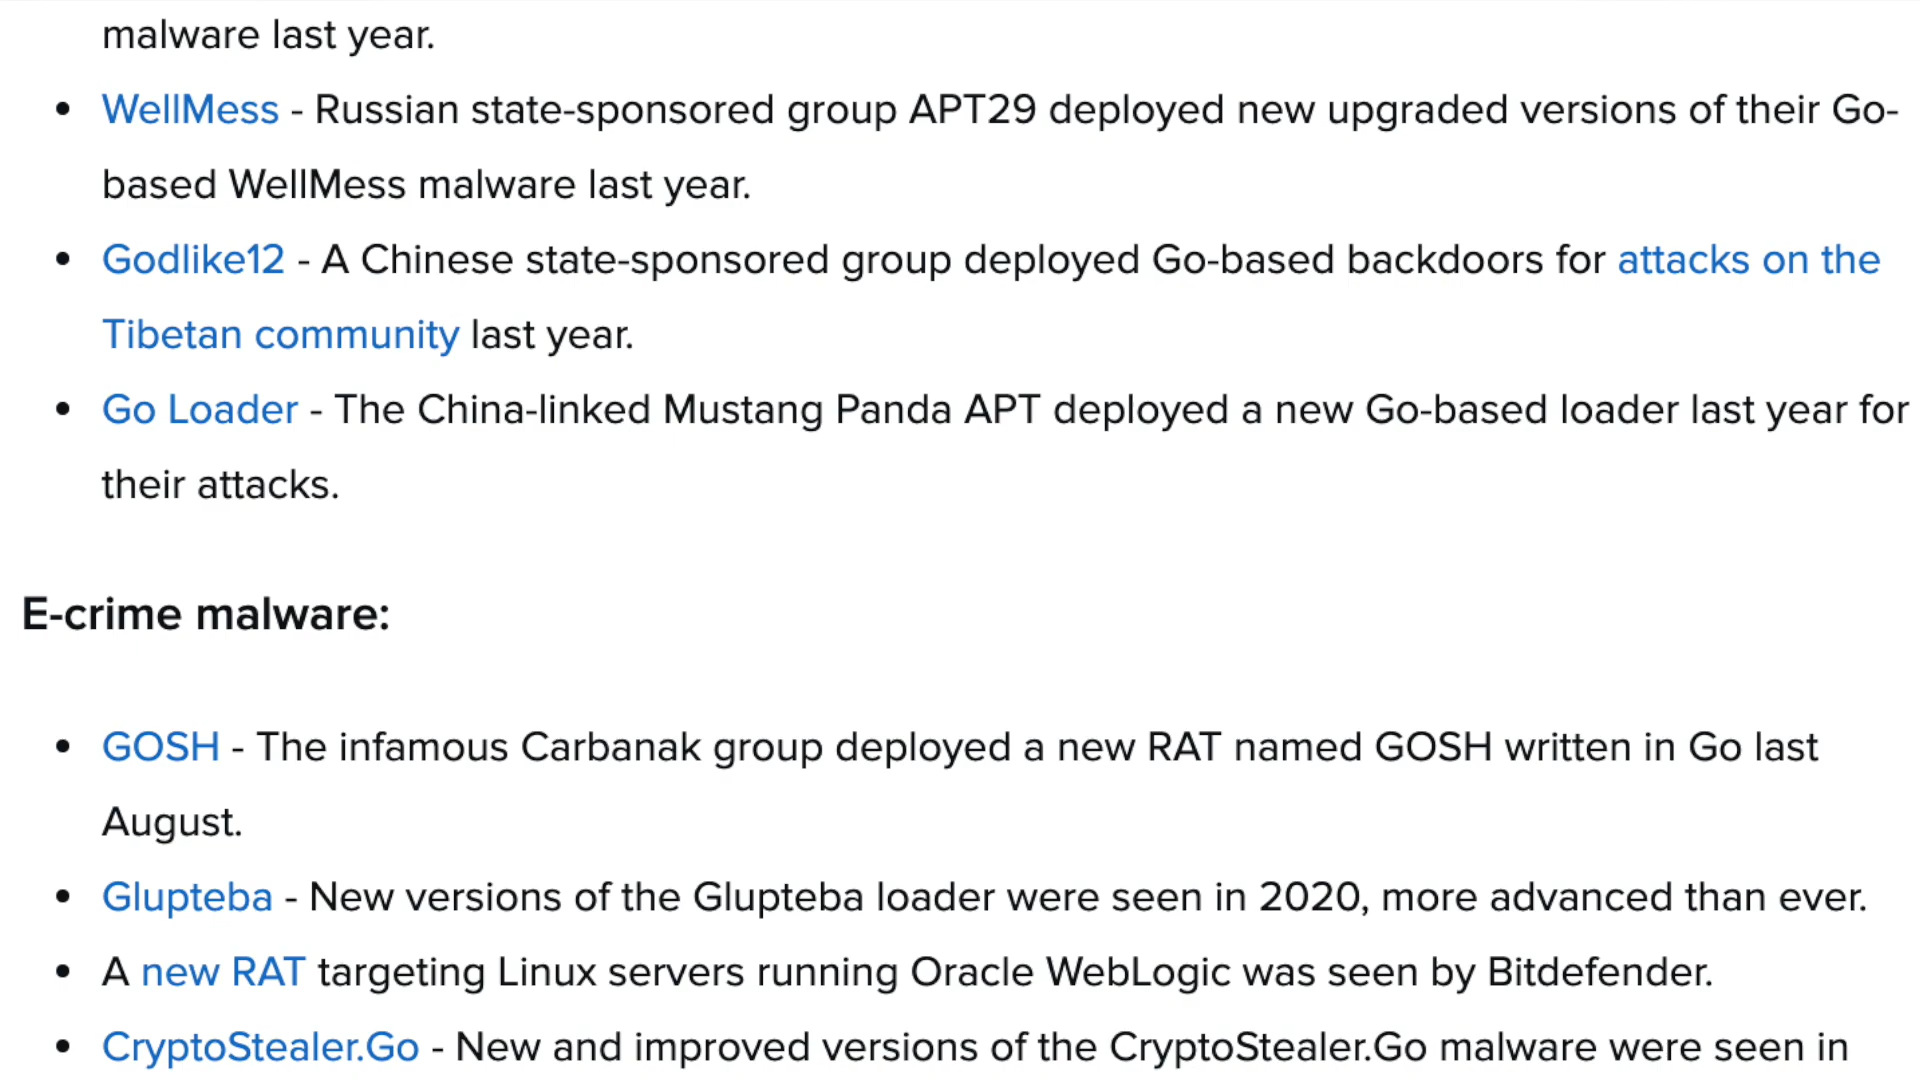 malware last year.
• WellMess - Russian state-sponsored group APT29 deployed new upgraded versions of their Go-
based WellMess malware last year.
• Godlike12 - A Chinese state-sponsored group deployed Go-based backdoors for attacks on the
Tibetan community last year.
• Go Loader - The China-linked Mustang Panda APT deployed a new Go-based loader last year for
their attacks.
E-crime malware:
• GOSH - The infamous Carbanak group deployed a new RAT named GOSH written in Go last
August.
• Glupteba - New versions of the Glupteba loader were seen in 2020, more advanced than ever.
• A new RAT targeting Linux servers running Oracle WebLogic was seen by Bitdefender.
• CryptoStealer.Go - New and improved versions of the CryptoStealer.Go malware were seen in